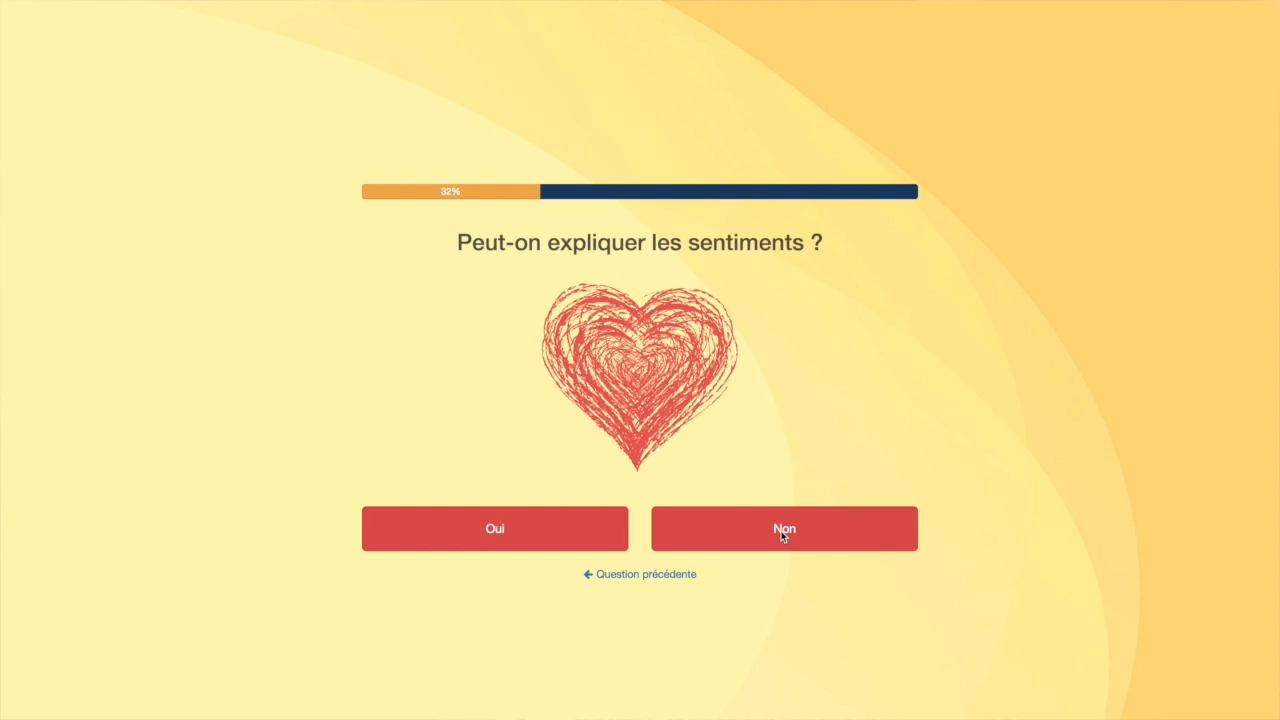 32%
Peut-on expliquer les sentiments ?
Oui
Non
Question précédente